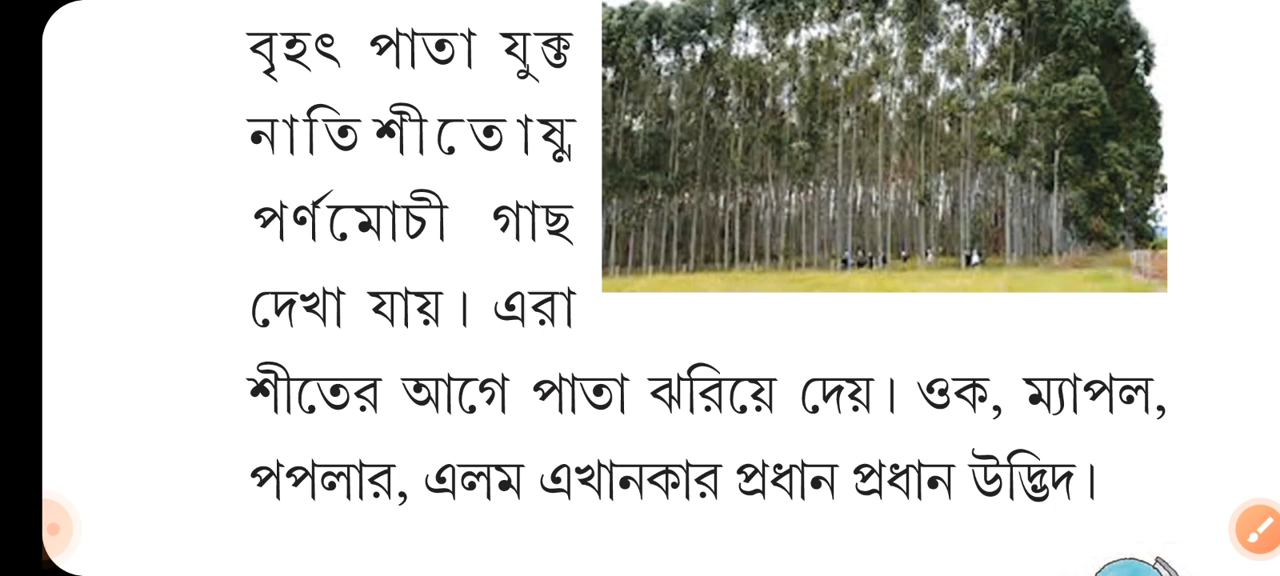 বৃহৎ পাতা যুক্ত
নাতিশীতোষ্ণ
পর্ণমোচী গাছ
দেখা যায়। এরা
শীতের আগে পাতা ঝরিয়ে দেয়। ওক, ম্যাপল,
পপলার, এলম এখানকার প্রধান প্রধান উদ্ভিদ।